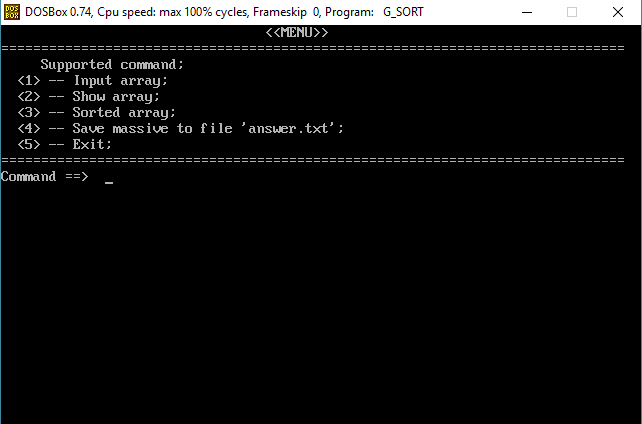 DOSBox 0.74, Cpu speed: max 100% cycles, Frameskip 0, Program: G_SORT
<<MENU>>
==============================================================================
Supported command;
<1> -- Input array;
<2> -- Show array;
<3> -- Sorted array;
<4> -- Save massive to file 'answer.txt';
<5> -- Exit;
==============================================================================
Command ==> _